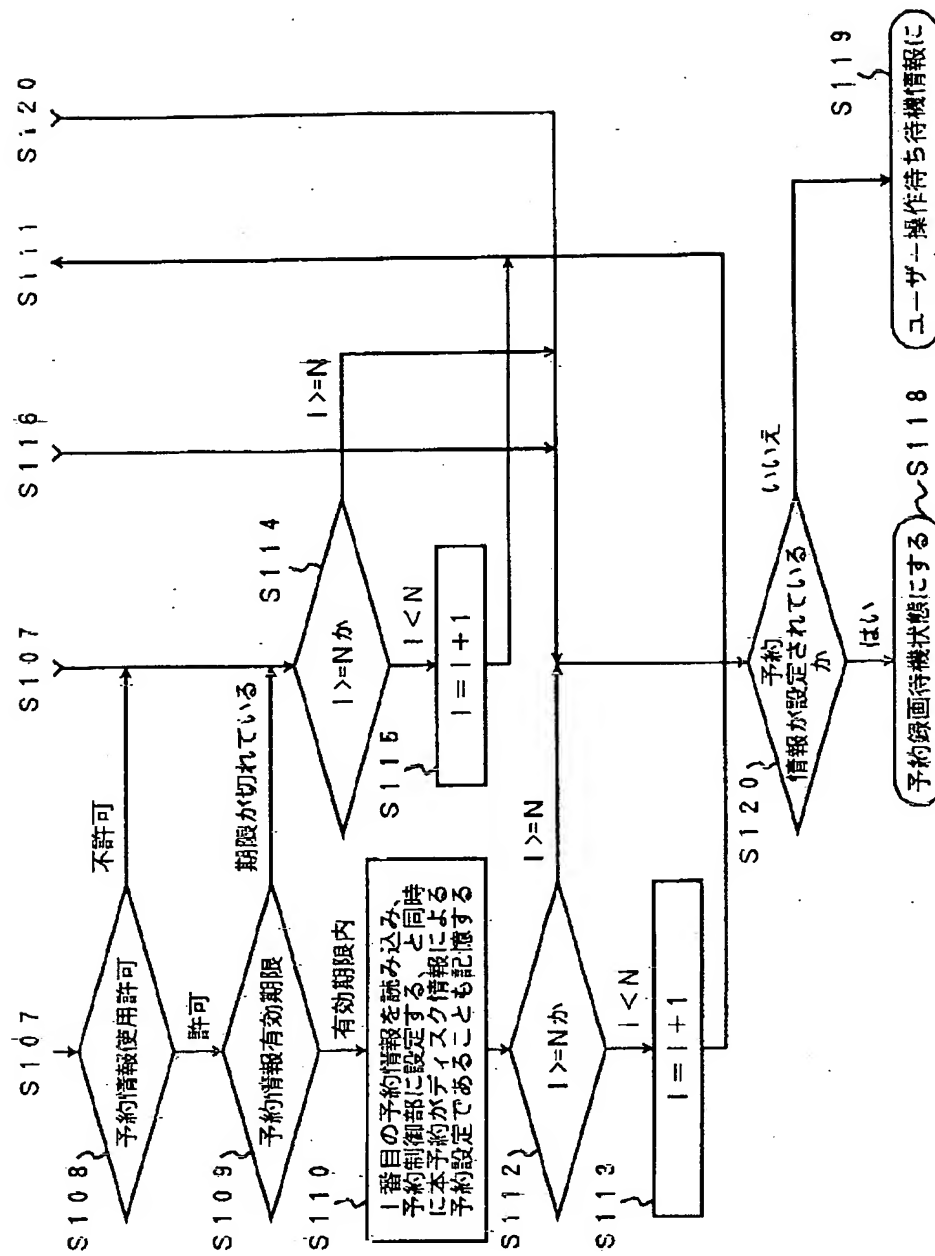 S107
S107
S116
S111
S120
S108
予約情報使用許可
不許可
許可
S109
予約情報有効期限
期限が切れている
有効期限内
S110
I番目の予約情報を読み込み、
予約制御部に設定する、と同時
に本予約がディスク情報による
予約設定であることも記憶する
S114
I>=Nか
I>=N
I<N
S115
I=I+1
S112
I>=Nか
I>=N
I<N
S113
I=I+1
S120
予約
情報が設定されている
か
いいえ
はい
予約録画待機状態にする
S118
ユーザー操作待ち待機情報に
S119